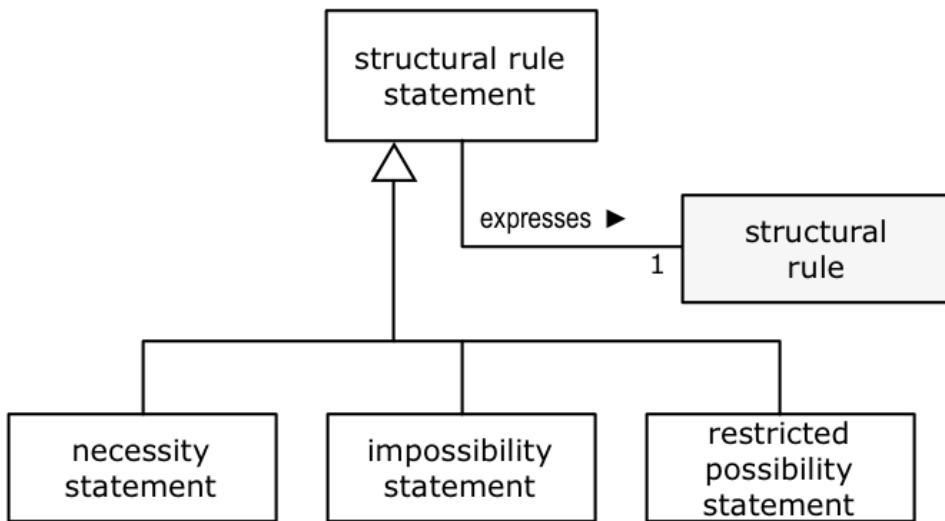 structural rule
statement
expresses ►
1
structural
rule
necessity
statement
impossibility
statement
restricted
possibility
statement